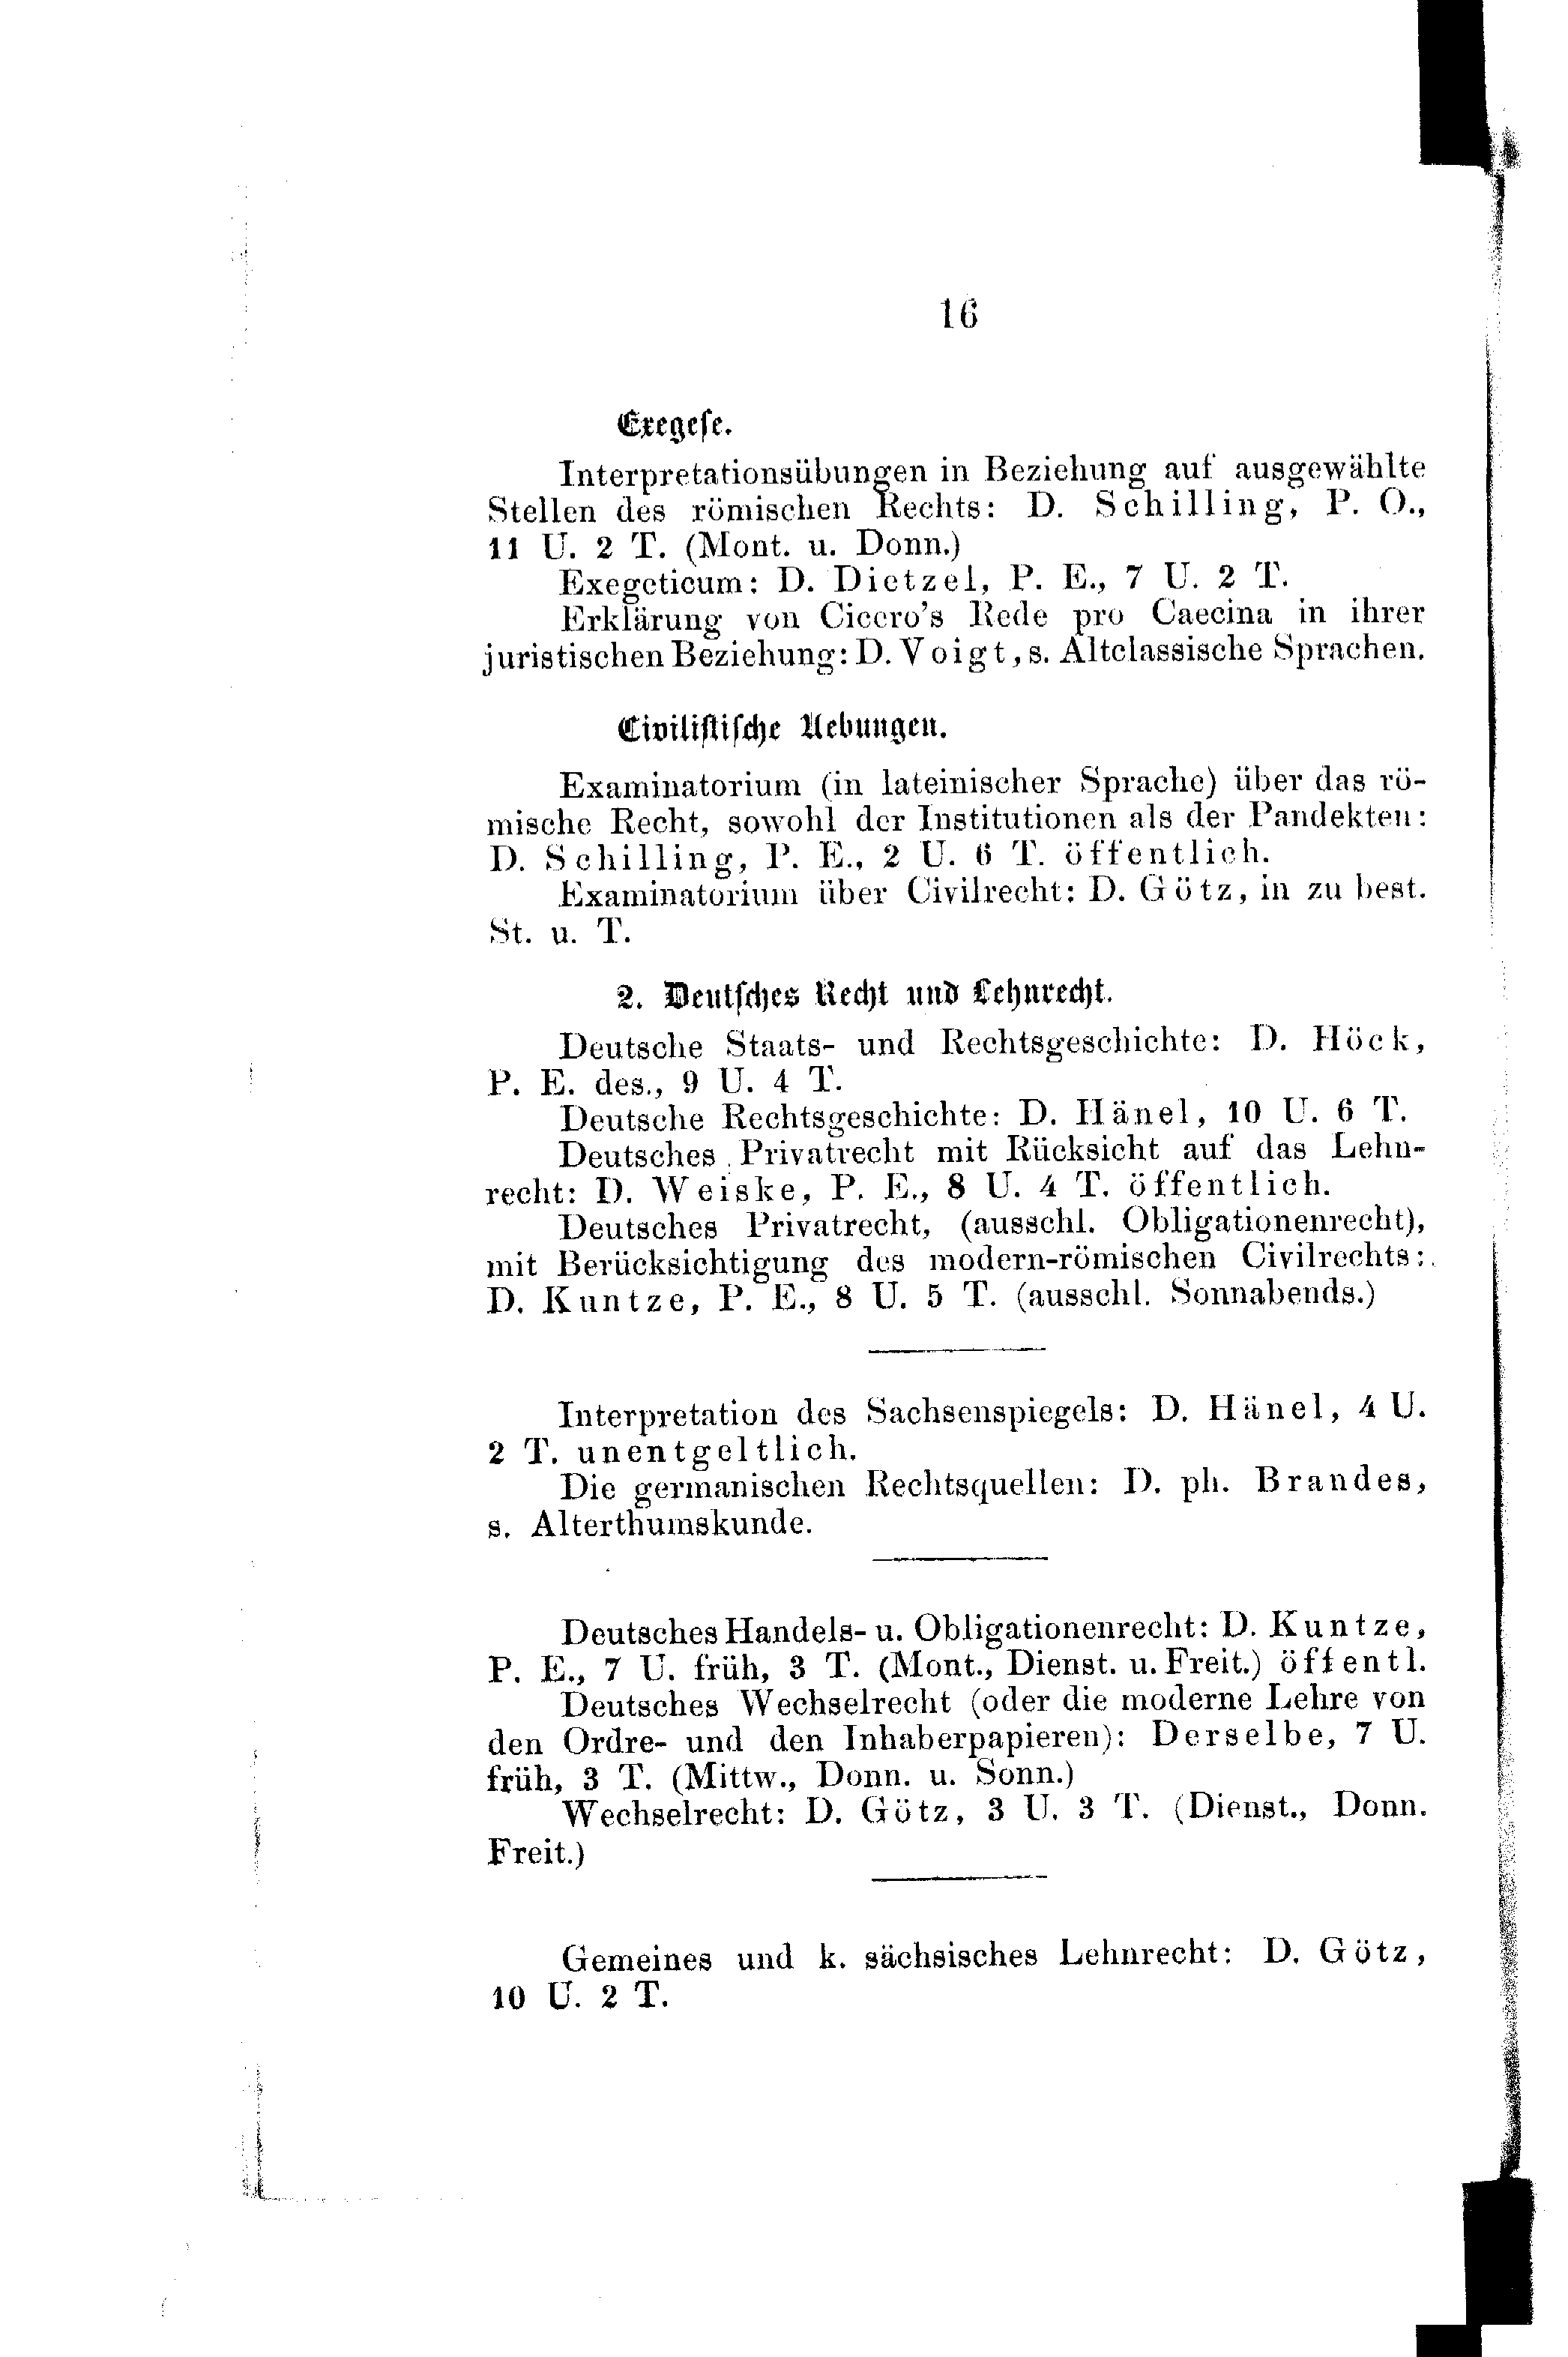 16
Exegese.
Interpretationsübungen in Beziehung auf ausgewählte
Stellen des römischen Rechts: D. Schilling, P. O.,
11 U. 2 T. (Mont. u. Donn.)
Exegeticum: D. Dietzel, P. E., 7 U. 2 T.
Erklärung von Cicero's Rede pro Caecina in ihrer
juristischen Beziehung: D. Voigt, s. Altclassische Sprachen.
Civilistische Uebungen.
Examinatorium (in lateinischer Sprache) über das rö-
mische Recht, sowohl der Institutionen als der Pandekten:
D. Schilling, P. E., 2 U. 6 T. öffentlich.
Examinatorium über Civilrecht: D. Götz, in zu best.
St. u. T.
2. Deutsches Recht und Lehnrecht.
Deutsche Staats- und Rechtsgeschichte: D. Höck,
P. E. des., 9 U. 4 T.
Deutsche Rechtsgeschichte: D. Hänel, 10 U. 6 T.
Deutsches Privatrecht mit Rücksicht auf das Lehn-
recht: D. Weiske, P. E., 8 U. 4 T. öffentlich.
Deutsches Privatrecht, (ausschl. Obligationenrecht),
mit Berücksichtigung des modern-römischen Civilrechts:
D. Kuntze, P. E., 8 U. 5 T. (ausschl. Sonnabends.)
Interpretation des Sachsenspiegels: D. Hänel, 4 U.
2 T. unentgeltlich.
Die germanischen Rechtsquellen: D. ph. Brandes,
s. Alterthumskunde.
Deutsches Handels- u. Obligationenrecht: D. Kuntze,
P. E., 7 U. früh, 3 T. (Mont., Dienst. u. Freit.) öffentl.
Deutsches Wechselrecht (oder die moderne Lehre von
den Ordre- und den Inhaberpapieren): Derselbe, 7 U.
früh, 3 T. (Mittw., Donn. u. Sonn.)
Wechselrecht: D. Götz, 3 U. 3 T. (Dienst., Donn.
Freit.)
Gemeines und k. sächsisches Lehnrecht: D. Götz,
10 U. 2 T.